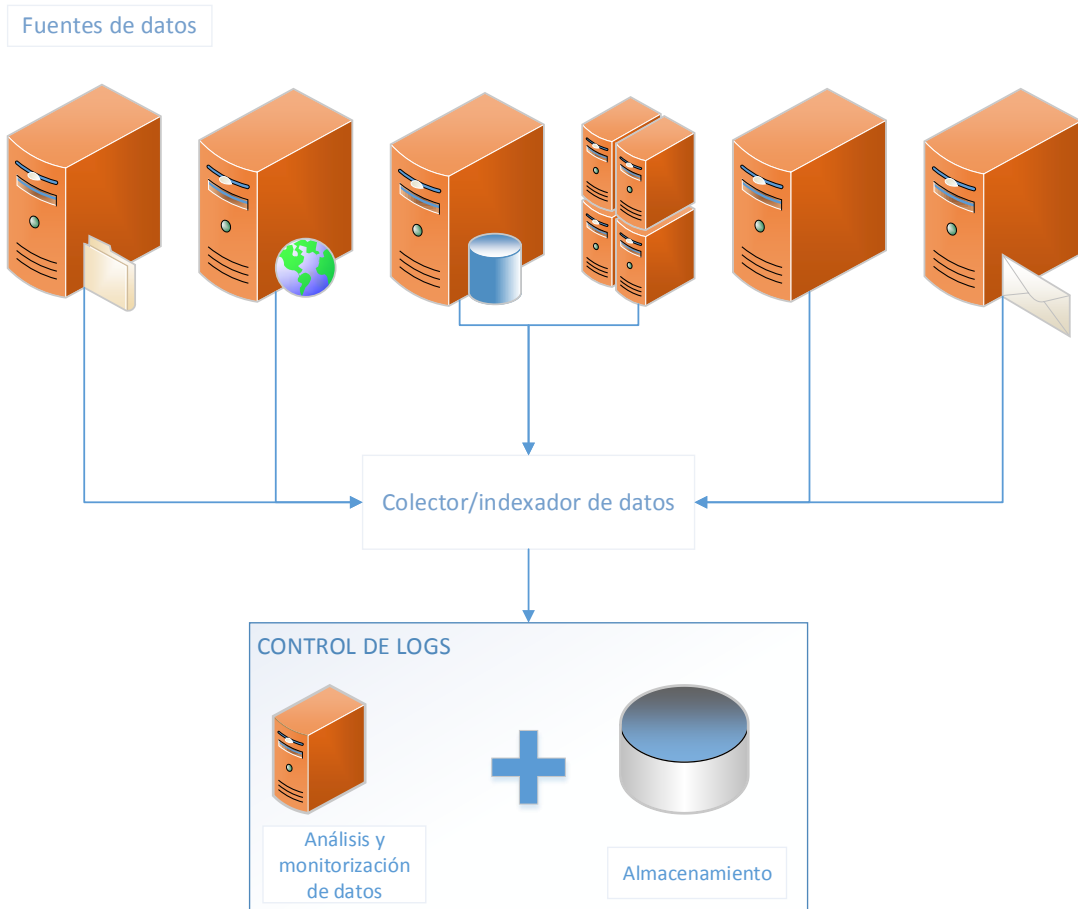 Fuentes de datos
Colector/indexador de datos
CONTROL DE LOGS
Análisis y
monitorización
de datos
Almacenamiento